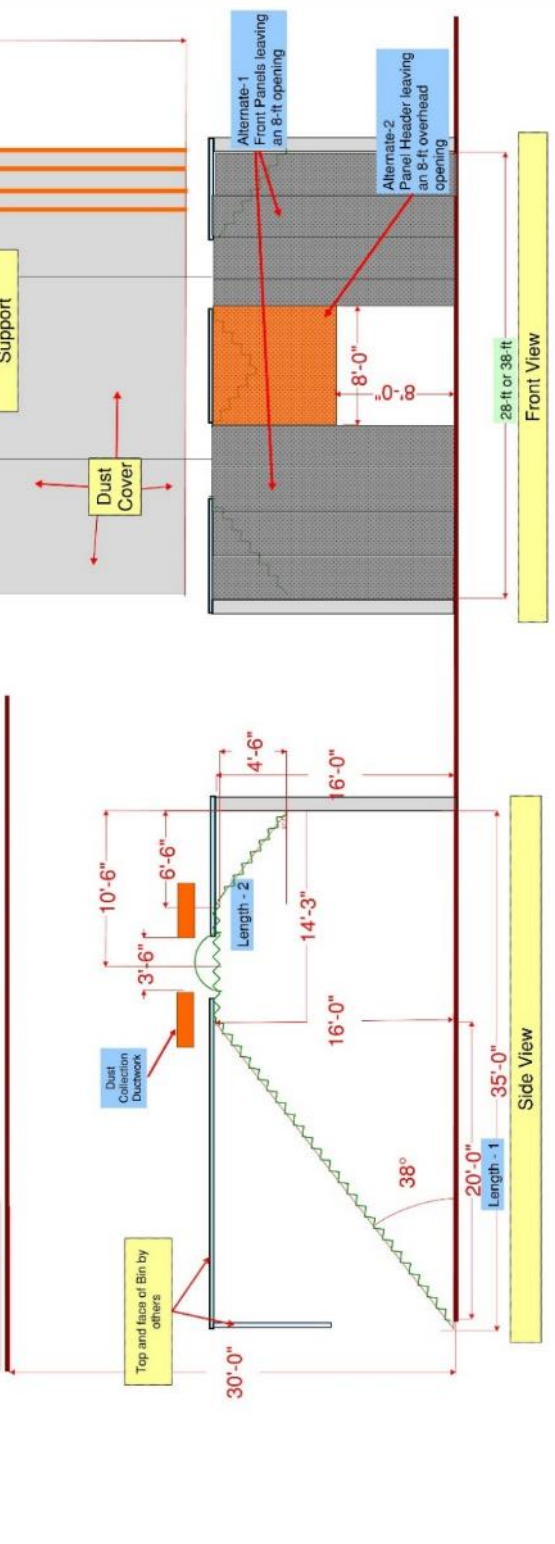 Support
Dust
Cover
Alternate-1
Front Panels leaving
an 8-ft opening
Alternate-2
Panel Header leaving
an 8-ft overhead
opening
8'-0"
8'-0"
28-ft or 38-ft
Front View
Top and face of Bin by
others
Dust
Collection
Ductwork
10'-6"
3'-6"
6'-6"
4'-6"
Length - 2
14'-3"
16'-0"
16'-0"
30'-0"
38°
20'-0"
Length - 1
35'-0"
Side View